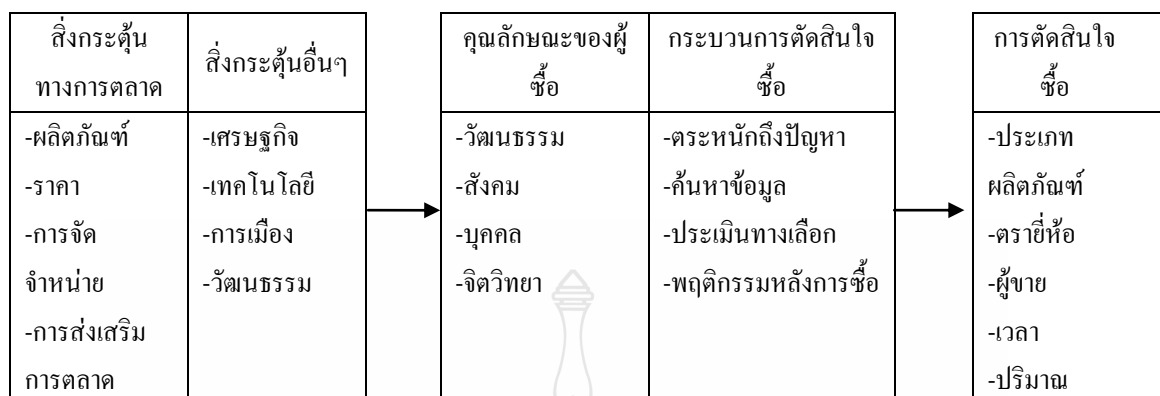 สิ่งกระตุ้น
ทางการตลาด
-ผลิตภัณฑ์
-ราคา
-การจัด
จำหน่าย
-การส่งเสริม
การตลาด
สิ่งกระตุ้นอื่นๆ
-เศรษฐกิจ
-เทคโนโลยี
-การเมือง
-วัฒนธรรม
คุณลักษณะของผู้
ซื้อ
-วัฒนธรรม
-สังคม
-บุคคล
-จิตวิทยา
กระบวนการตัดสินใจ
ซื้อ
-ตระหนักถึงปัญหา
-ค้นหาข้อมูล
-ประเมินทางเลือก
-พฤติกรรมหลังการซื้อ
การตัดสินใจ
ซื้อ
-ประเภท
ผลิตภัณฑ์
-ตรายี่ห้อ
-ผู้ขาย
-เวลา
-ปริมาณ